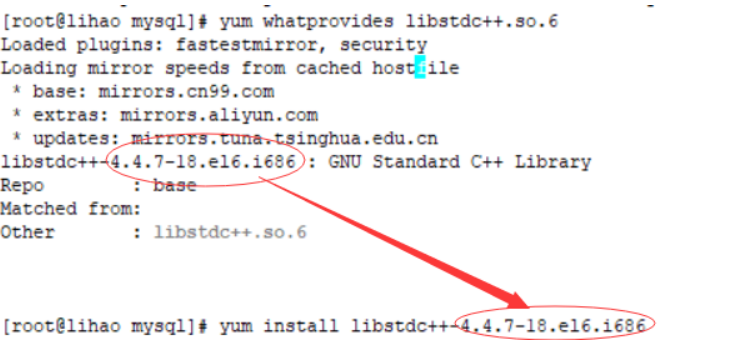 [root@lihao mysql]# yum whatprovides libstdc++.so.6
Loaded plugins: fastestmirror, security
Loading mirror speeds from cached hostfile
 * base: mirrors.cn99.com
 * extras: mirrors.aliyun.com
 * updates: mirrors.tuna.tsinghua.edu.cn
libstdc++-4.4.7-18.el6.i686 : GNU Standard C++ Library
Repo        : base
Matched from:
Other       : libstdc++.so.6
[root@lihao mysql]# yum install libstdc++-4.4.7-18.el6.i686